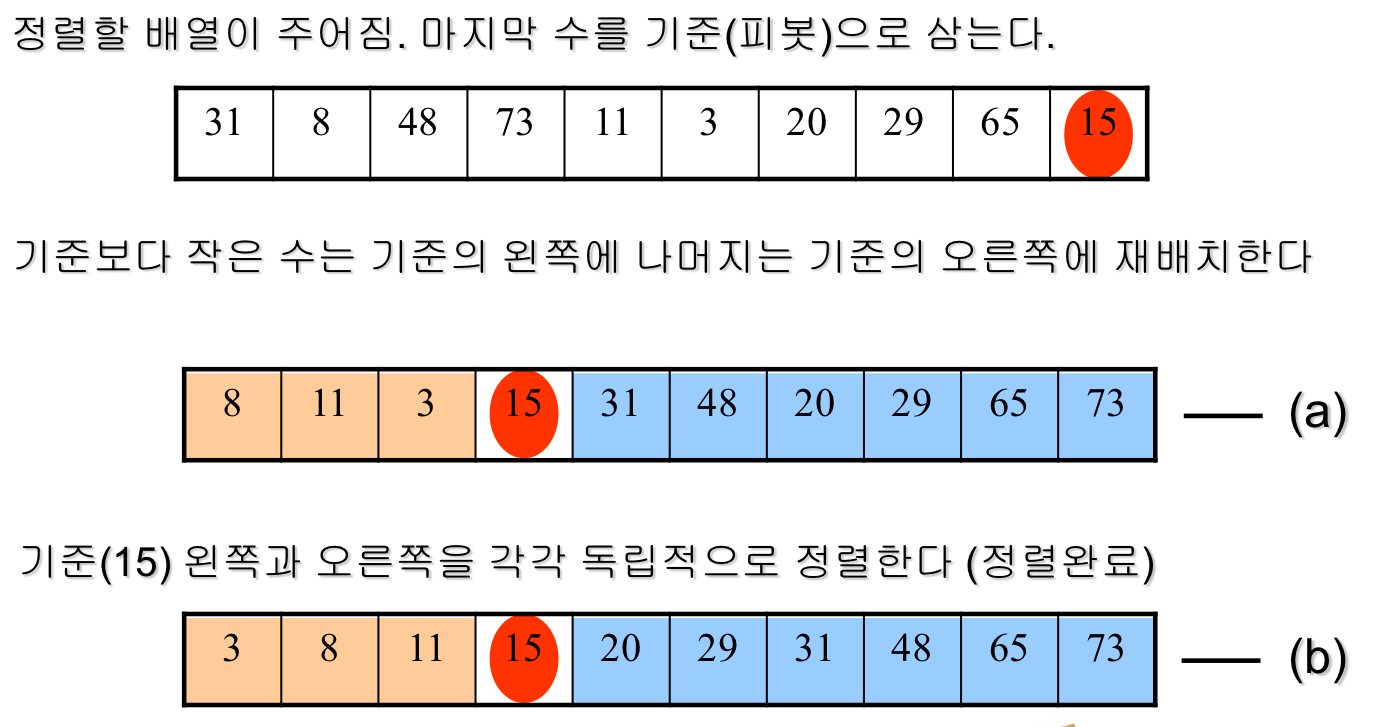 정렬할 배열이 주어짐. 마지막 수를 기준(피봇)으로 삼는다.
31 8 48 73 11 3 20 29 65 15
기준보다 작은 수는 기준의 왼쪽에 나머지는 기준의 오른쪽에 재배치한다
8 11 3 15 31 48 20 29 65 73 (a)
기준(15) 왼쪽과 오른쪽을 각각 독립적으로 정렬한다 (정렬완료)
3 8 11 15 20 29 31 48 65 73 (b)